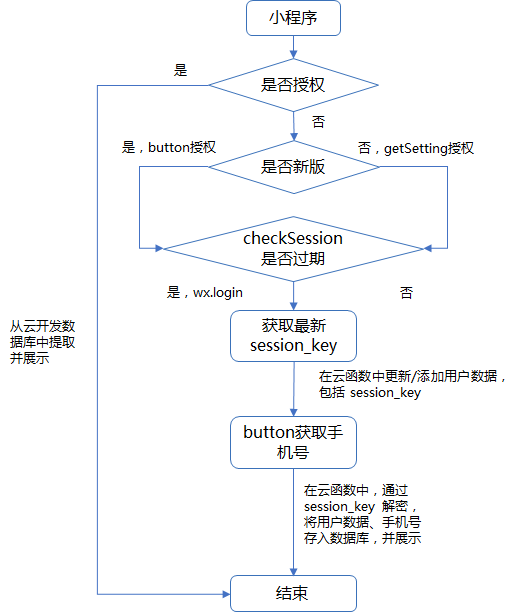 小程序
是
是否授权
否
是，button授权
否，getSetting授权
是否新版
checkSession
是否过期
是，wx.login
否
从云开发数
据库中提取
并展示
获取最新
session_key
在云函数中更新/添加用户数据，
包括 session_key
button获取手
机号
在云函数中，通过
session_key 解密，
将用户数据、手机号
存入数据库，并展示
结束